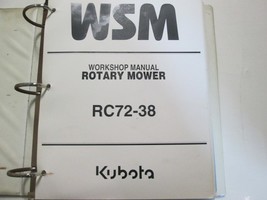 WSM
WORKSHOP MANUAL
ROTARY MOWER
RC72-38
Kubota